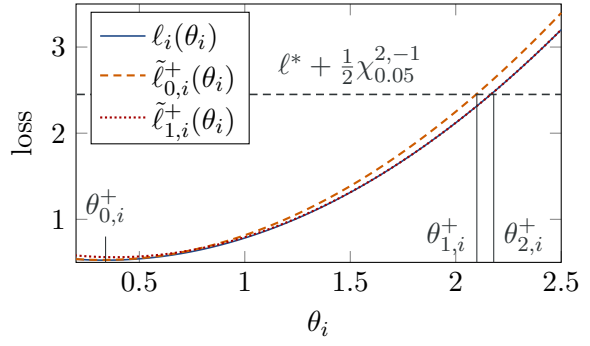 3
2
1
loss
ℓ_i(θ_i)
ℓ̃⁺_{0,i}(θ_i)
ℓ̃⁺_{1,i}(θ_i)
ℓ* + ½χ^{2,−1}_{0.05}
θ⁺_{0,i}
θ⁺_{1,i} θ⁺_{2,i}
0.5 1 1.5 2 2.5
θ_i